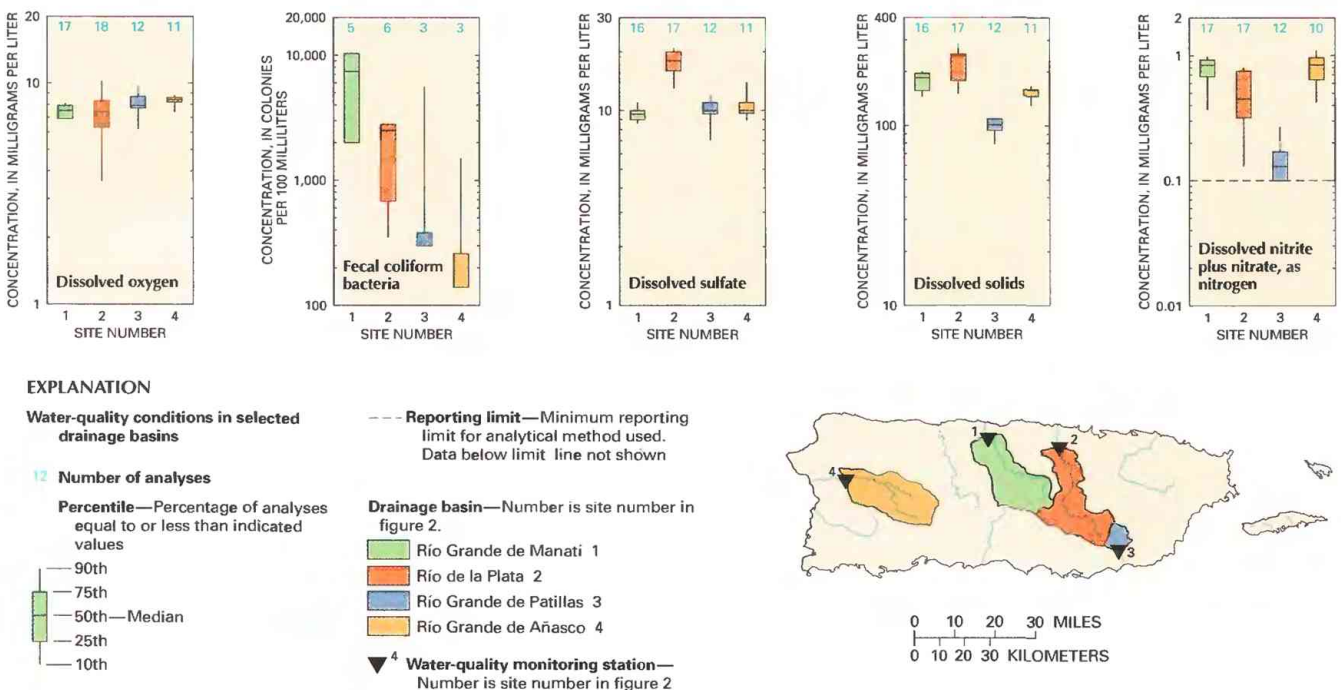 CONCENTRATION, IN MILLIGRAMS PER LITER
20
10
1
17 18 12 11
Dissolved oxygen
1 2 3 4
SITE NUMBER
CONCENTRATION, IN COLONIES
PER 100 MILLILITERS
20,000
10,000
1,000
100
5 6 3 3
Fecal coliform
bacteria
1 2 3 4
SITE NUMBER
CONCENTRATION, IN MILLIGRAMS PER LITER
30
10
1
16 17 12 11
Dissolved sulfate
1 2 3 4
SITE NUMBER
CONCENTRATION, IN MILLIGRAMS PER LITER
400
100
10
16 17 12 11
Dissolved solids
1 2 3 4
SITE NUMBER
CONCENTRATION, IN MILLIGRAMS PER LITER
2
1
0.1
0.01
17 17 12 10
Dissolved nitrite
plus nitrate, as
nitrogen
1 2 3 4
SITE NUMBER
EXPLANATION
Water-quality conditions in selected
drainage basins
12 Number of analyses
Percentile—Percentage of analyses
equal to or less than indicated
values
90th
75th
50th—Median
25th
10th
Reporting limit—Minimum reporting
limit for analytical method used.
Data below limit line not shown
Drainage basin—Number is site number in
figure 2.
Río Grande de Manatí 1
Río de la Plata 2
Río Grande de Patillas 3
Río Grande de Añasco 4
4 Water-quality monitoring station—
Number is site number in figure 2
1
2
4
3
0 10 20 30 MILES
0 10 20 30 KILOMETERS